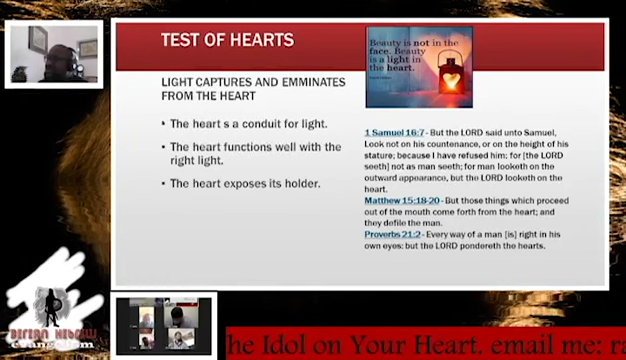 TEST OF HEARTS
LIGHT CAPTURES AND EMMINATES
FROM THE HEART
• The heart s a conduit for light.
• The heart functions well with the
right light.
• The heart exposes its holder.
Beauty is not in the
face. Beauty
is a light in
the heart.
1 Samuel 16:7 - But the LORD said unto Samuel,
Look not on his countenance, or on the height of his
stature; because I have refused him: for [the LORD
seeth] not as man seeth; for man looketh on the
outward appearance, but the LORD looketh on the
heart.
Matthew 15:18-20 - But those things which proceed
out of the mouth come forth from the heart; and
they defile the man.
Proverbs 21:2 - Every way of a man [is] right in his
own eyes: but the LORD pondereth the hearts.
BEREAN HEBREW
evangelism
he Idol on Your Heart. email me: ra